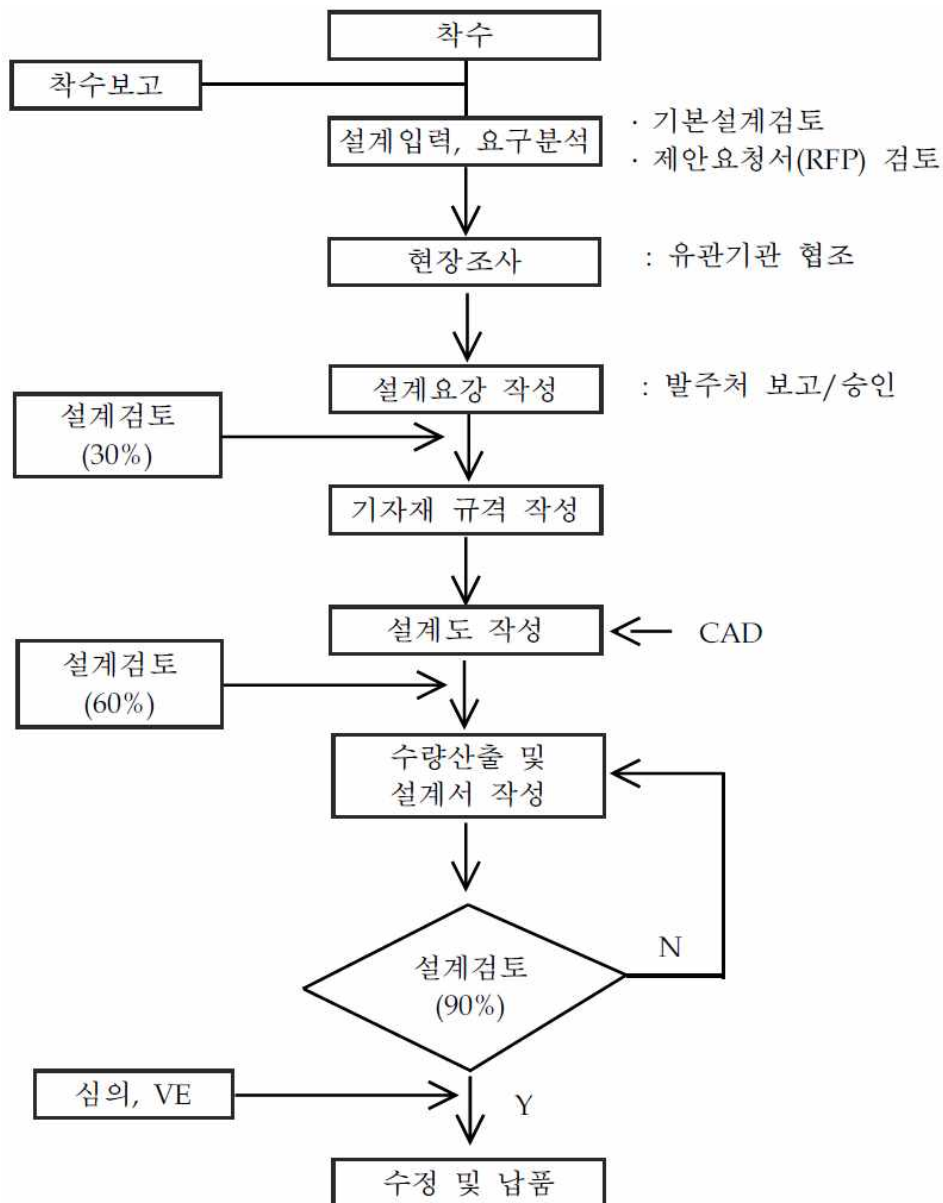 착수
착수보고
설계입력, 요구분석
· 기본설계검토
· 제안요청서(RFP) 검토
현장조사
: 유관기관 협조
설계요강 작성
: 발주처 보고/승인
설계검토
(30%)
기자재 규격 작성
설계도 작성
CAD
설계검토
(60%)
수량산출 및
설계서 작성
N
설계검토
(90%)
심의, VE
Y
수정 및 납품